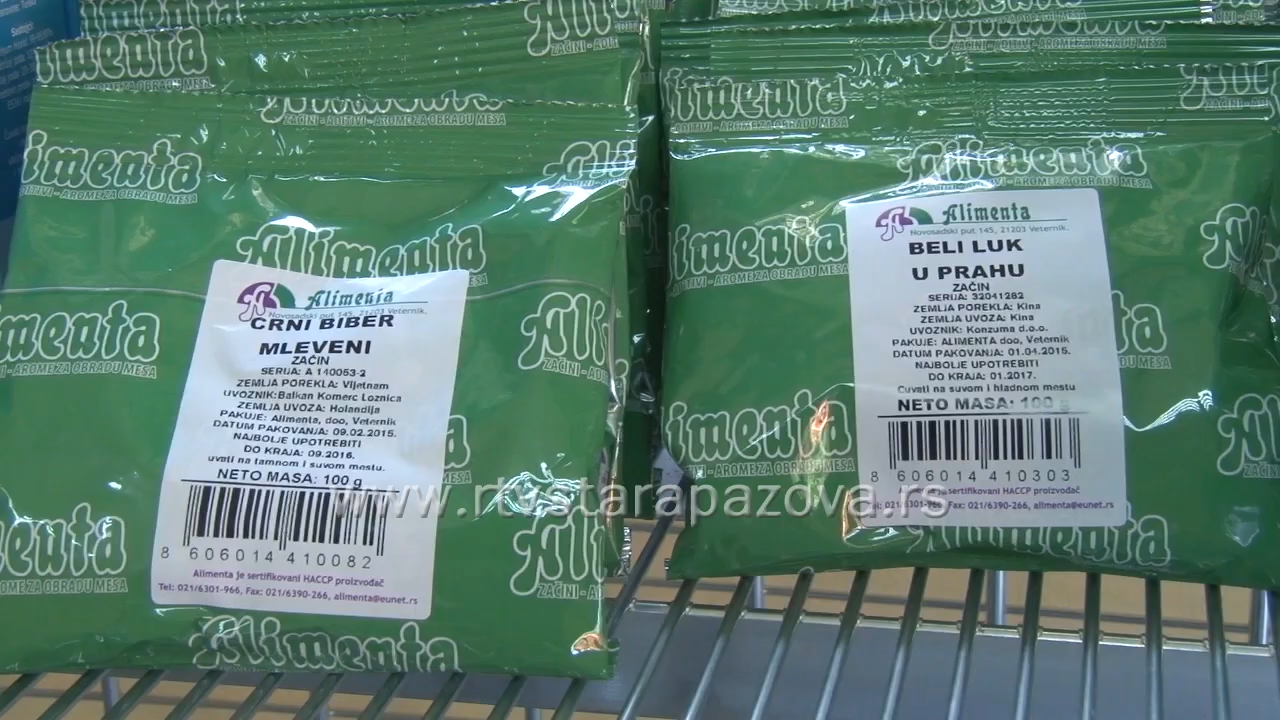 Alimenta
ZAČINI - ADITIVI - AROME ZA OBRADU MESA
Alimenta
Novosadski put 145, 21203 Veternik.
CRNI BIBER
MLEVENI
ZAČIN
SERIJA: A 140053-2
ZEMLJA POREKLA: Vijetnam
UVOZNIK:Balkan Komerc Loznica
ZEMLJA UVOZA: Holandija
PAKUJE: Alimenta, doo, Veternik
DATUM PAKOVANJA: 09.02.2015.
NAJBOLJE UPOTREBITI
DO KRAJA: 09.2016.
uvati na tamnom i suvom mestu.
NETO MASA: 100 g
8 606014 410082
Alimenta je sertifikovani HACCP proizvođač
Tel: 021/6301-966, Fax: 021/6390-266, alimenta@eunet.rs
Alimenta
Novosadski put 145, 21203 Veternik.
BELI LUK
U PRAHU
ZAČIN
SERIJA: 32041282
ZEMLJA POREKLA: Kina
ZEMLJA UVOZA: Kina
UVOZNIK: Konzuma d.o.o.
PAKUJE: ALIMENTA doo, Veternik
DATUM PAKOVANJA: 01.04.2015.
NAJBOLJE UPOTREBITI
DO KRAJA: 01.2017.
Cuvati na suvom i hladnom mestu
NETO MASA: 100 g
8 606014 410303
je sertifikovani HACCP proizvođač
021/6301-966, Fax: 021/6390-266, alimenta@eunet.rs
www.rtvstarapazova.rs